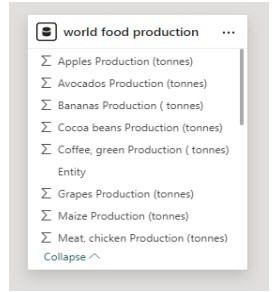 world food production ...
∑ Apples Production (tonnes)
∑ Avocados Production (tonnes)
∑ Bananas Production ( tonnes)
∑ Cocoa beans Production (tonnes)
∑ Coffee, green Production ( tonnes)
Entity
∑ Grapes Production (tonnes)
∑ Maize Production (tonnes)
∑ Meat, chicken Production (tonnes)
Collapse